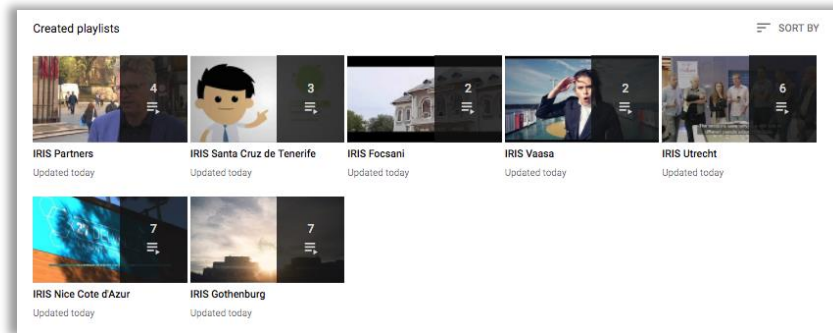 Created playlists
SORT BY
4
3
2
2
6
IRIS Partners
IRIS Santa Cruz de Tenerife
IRIS Focsani
IRIS Vaasa
IRIS Utrecht
Updated today
Updated today
Updated today
Updated today
Updated today
7
7
IRIS Nice Cote d'Azur
IRIS Gothenburg
Updated today
Updated today